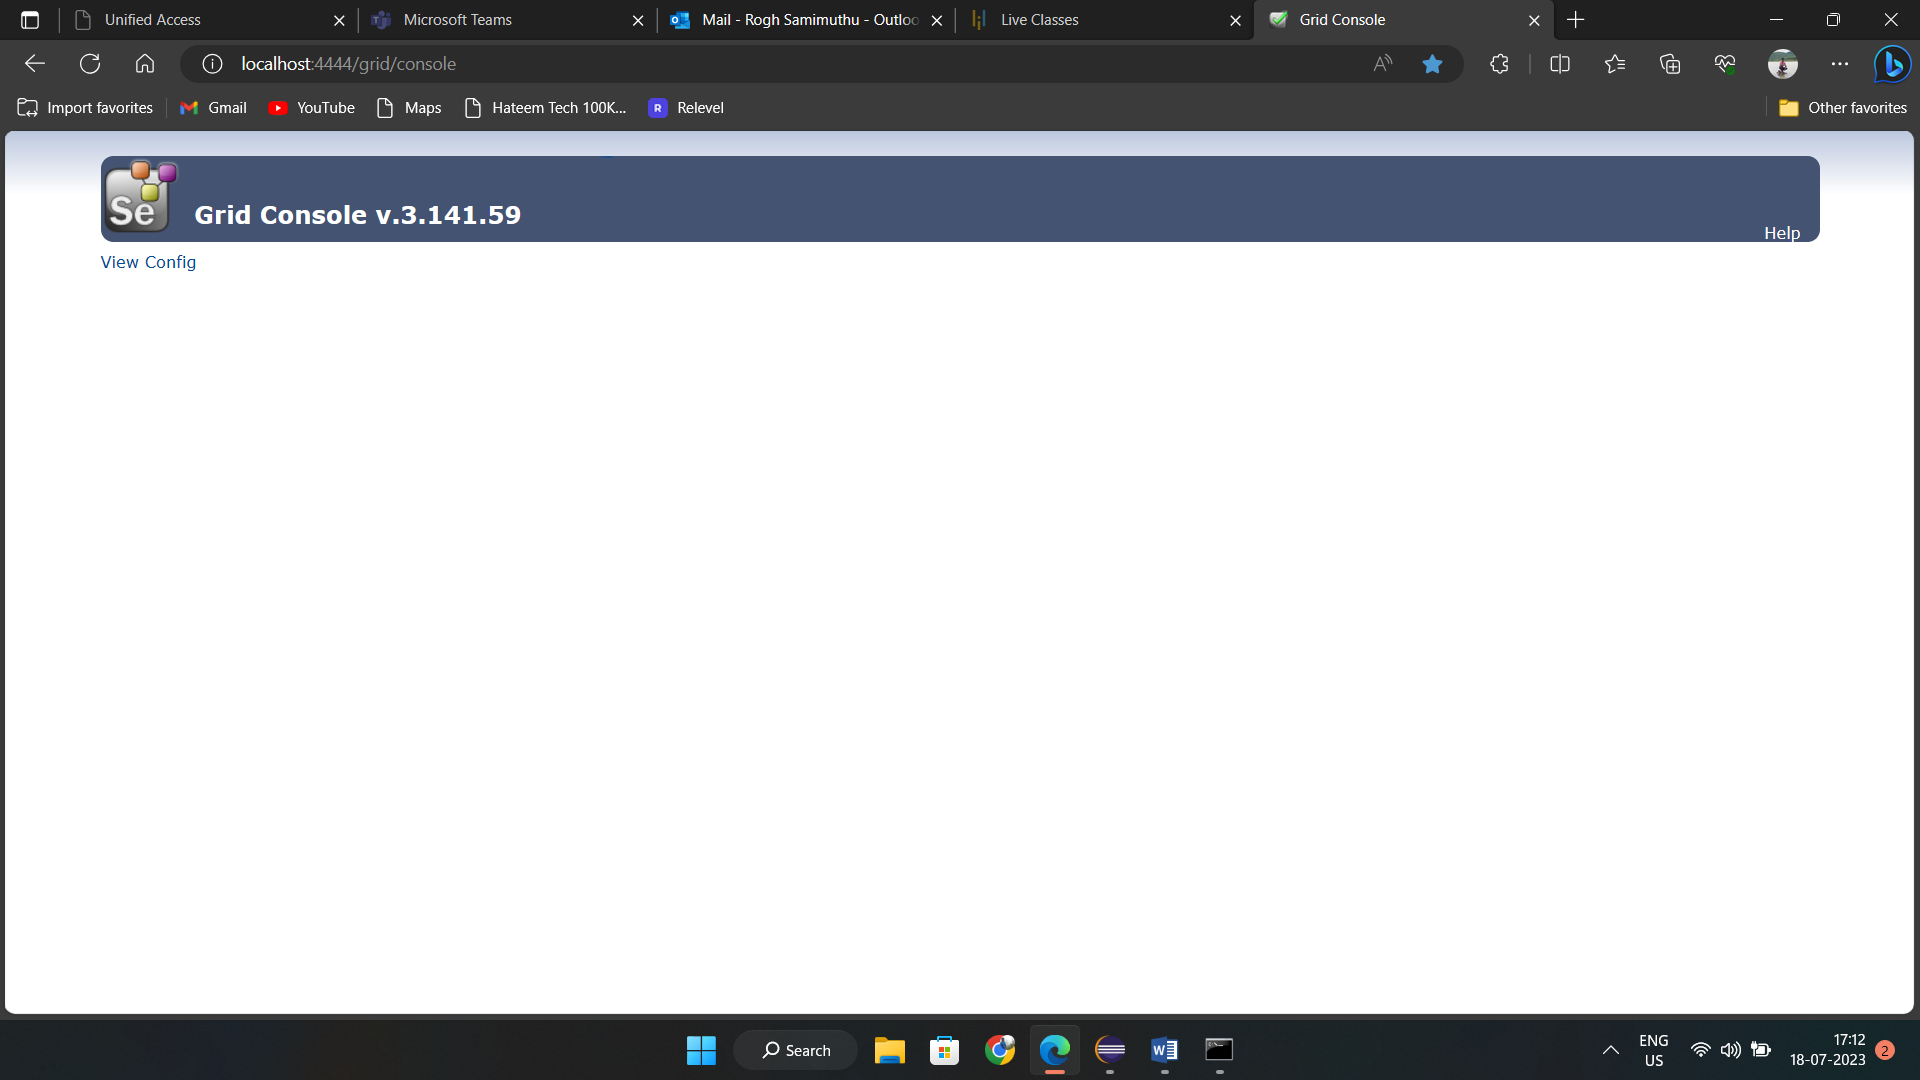 Unified Access
Microsoft Teams
Mail - Rogh Samimuthu - Outloo
Live Classes
Grid Console
localhost:4444/grid/console
Import favorites
Gmail
YouTube
Maps
Hateem Tech 100K...
R
Relevel
Other favorites
Se
Grid Console v.3.141.59
Help
View Config
Search
ENG
US
17:12
18-07-2023
2